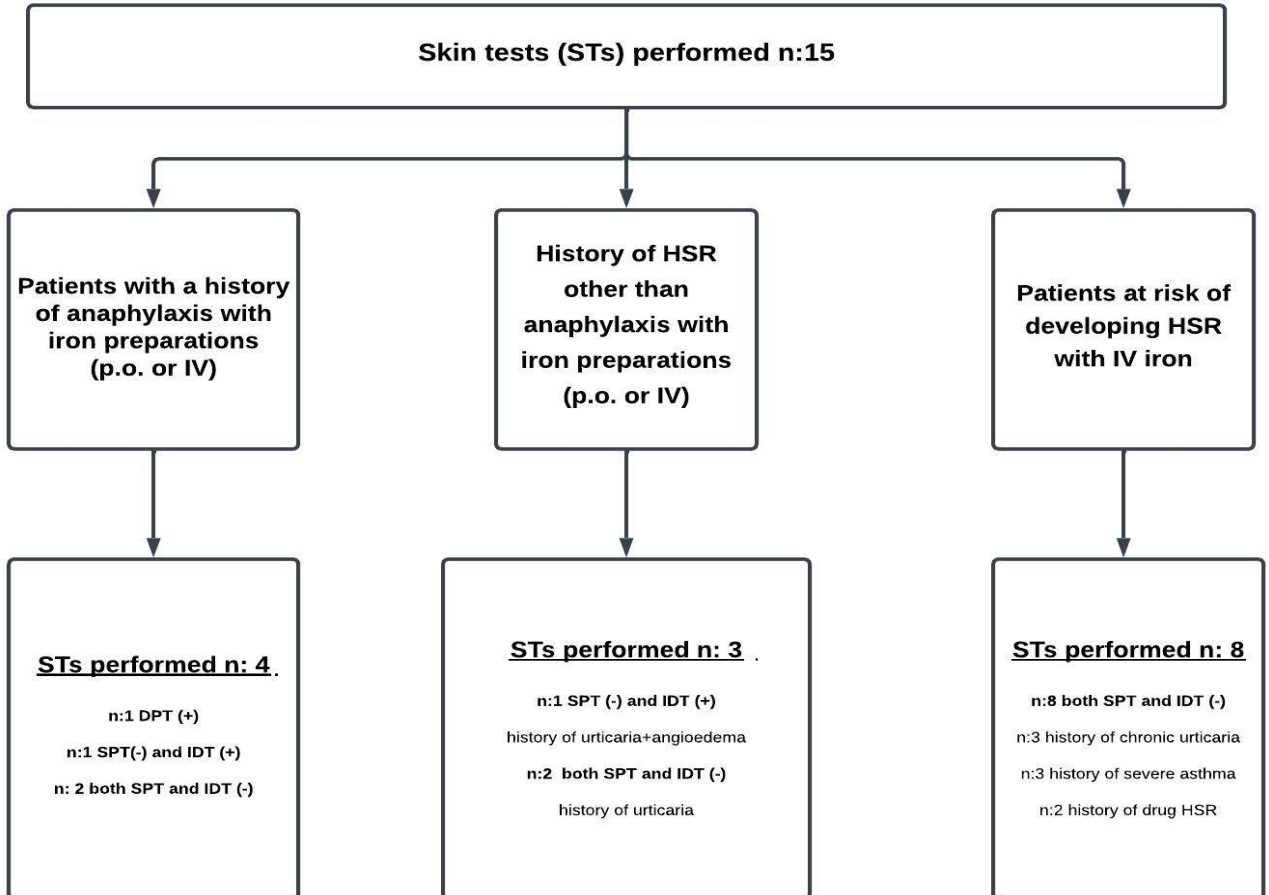 Skin tests (STs) performed n:15
Patients with a history
of anaphylaxis with
iron preparations
(p.o. or IV)
History of HSR
other than
anaphylaxis with
iron preparations
(p.o. or IV)
Patients at risk of
developing HSR
with IV iron
STs performed n: 4 .
n:1 DPT (+)
n:1 SPT(-) and IDT (+)
n: 2 both SPT and IDT (-)
STs performed n: 3 .
n:1 SPT (-) and IDT (+)
history of urticaria+angioedema
n:2 both SPT and IDT (-)
history of urticaria
STs performed n: 8
n:8 both SPT and IDT (-)
n:3 history of chronic urticaria
n:3 history of severe asthma
n:2 history of drug HSR